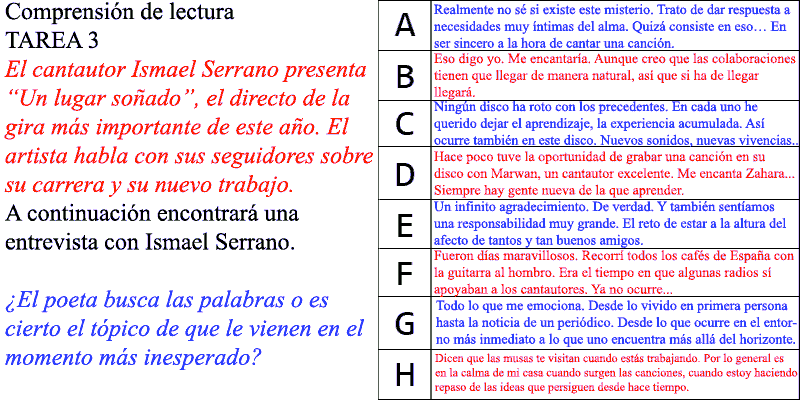 Comprensión de lectura
TAREA 3
El cantautor Ismael Serrano presenta
“Un lugar soñado”, el directo de la
gira más importante de este año. El
artista habla con sus seguidores sobre
su carrera y su nuevo trabajo.
A continuación encontrará una
entrevista con Ismael Serrano.
¿El poeta busca las palabras o es
cierto el tópico de que le vienen en el
momento más inesperado?
A
Realmente no sé si existe este misterio. Trato de dar respuesta a
necesidades muy íntimas del alma. Quizá consiste en eso… En
ser sincero a la hora de cantar una canción.
B
Eso digo yo. Me encantaría. Aunque creo que las colaboraciones
tienen que llegar de manera natural, así que si ha de llegar
llegará.
C
Ningún disco ha roto con los precedentes. En cada uno he
querido dejar el aprendizaje, la experiencia acumulada. Así
ocurre también en este disco. Nuevos sonidos, nuevas vivencias..
D
Hace poco tuve la oportunidad de grabar una canción en su
disco con Marwan, un cantautor excelente. Me encanta Zahara...
Siempre hay gente nueva de la que aprender.
E
Un infinito agradecimiento. De verdad. Y también sentíamos
una responsabilidad muy grande. El reto de estar a la altura del
afecto de tantos y tan buenos amigos.
F
Fueron días maravillosos. Recorrí todos los cafés de España con
la guitarra al hombro. Era el tiempo en que algunas radios sí
apoyaban a los cantautores. Ya no ocurre...
G
Todo lo que me emociona. Desde lo vivido en primera persona
hasta la noticia de un periódico. Desde lo que ocurre en el entor-
no más inmediato a lo que uno encuentra más allá del horizonte.
H
Dicen que las musas te visitan cuando estás trabajando. Por lo general es
en la calma de mi casa cuando surgen las canciones, cuando estoy haciendo
repaso de las ideas que persiguen desde hace tiempo.